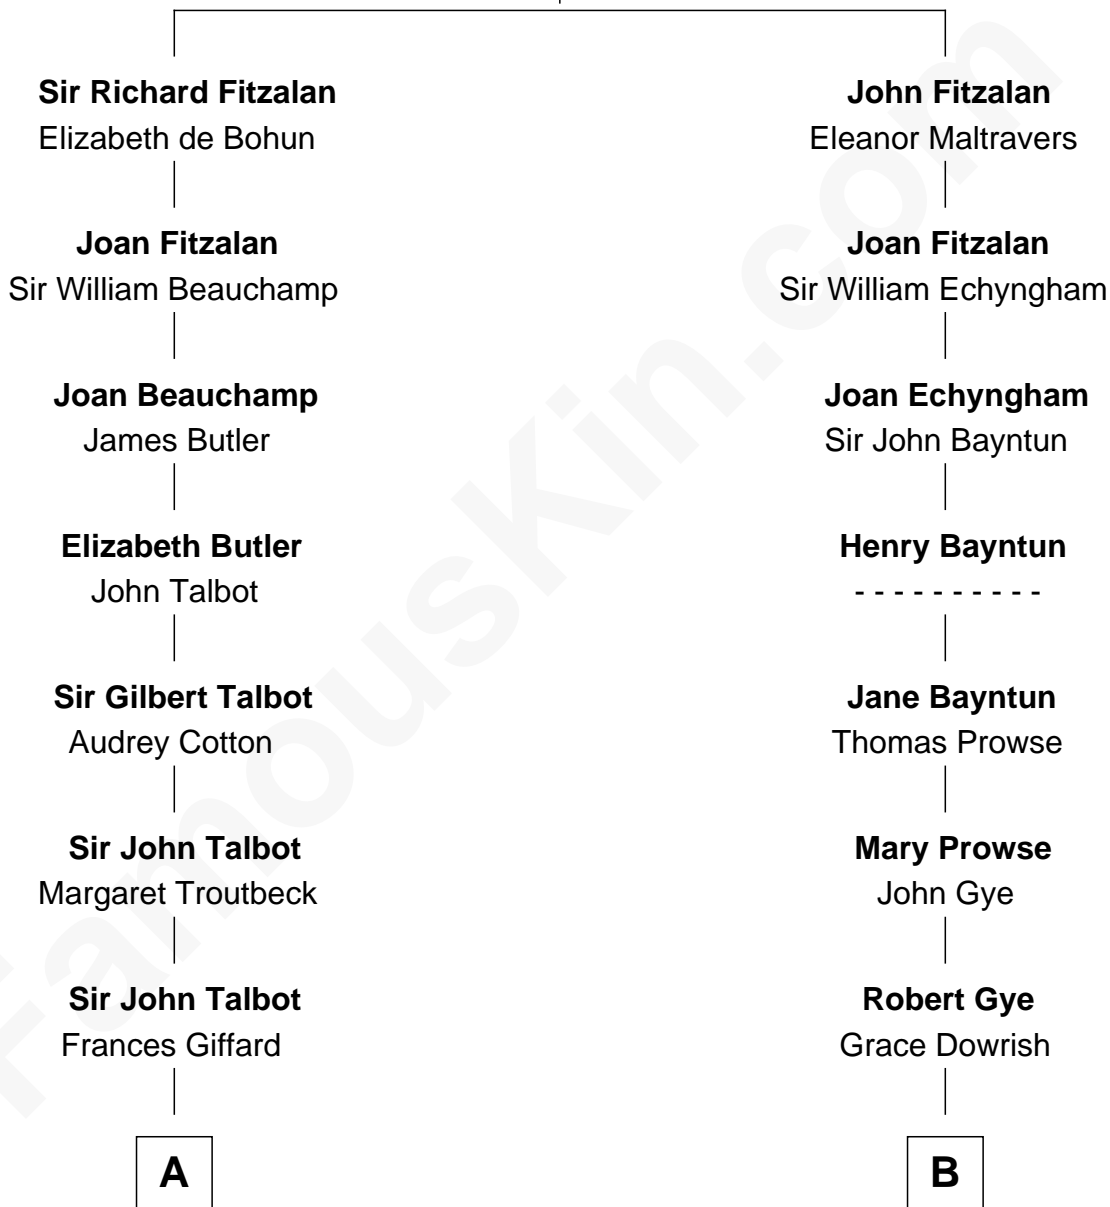 Sir Richard Fitzalan
Elizabeth de Bohun
John Fitzalan
Eleanor Maltravers
Joan Fitzalan
Sir William Beauchamp
Joan Fitzalan
Sir William Echyngham
Joan Beauchamp
James Butler
Joan Echyngham
Sir John Bayntun
Elizabeth Butler
John Talbot
Henry Bayntun
- - - - - - - - - -
Sir Gilbert Talbot
Audrey Cotton
Jane Bayntun
Thomas Prowse
Sir John Talbot
Margaret Troutbeck
Mary Prowse
John Gye
Sir John Talbot
Frances Giffard
Robert Gye
Grace Dowrish
A
B
FamousKin.com